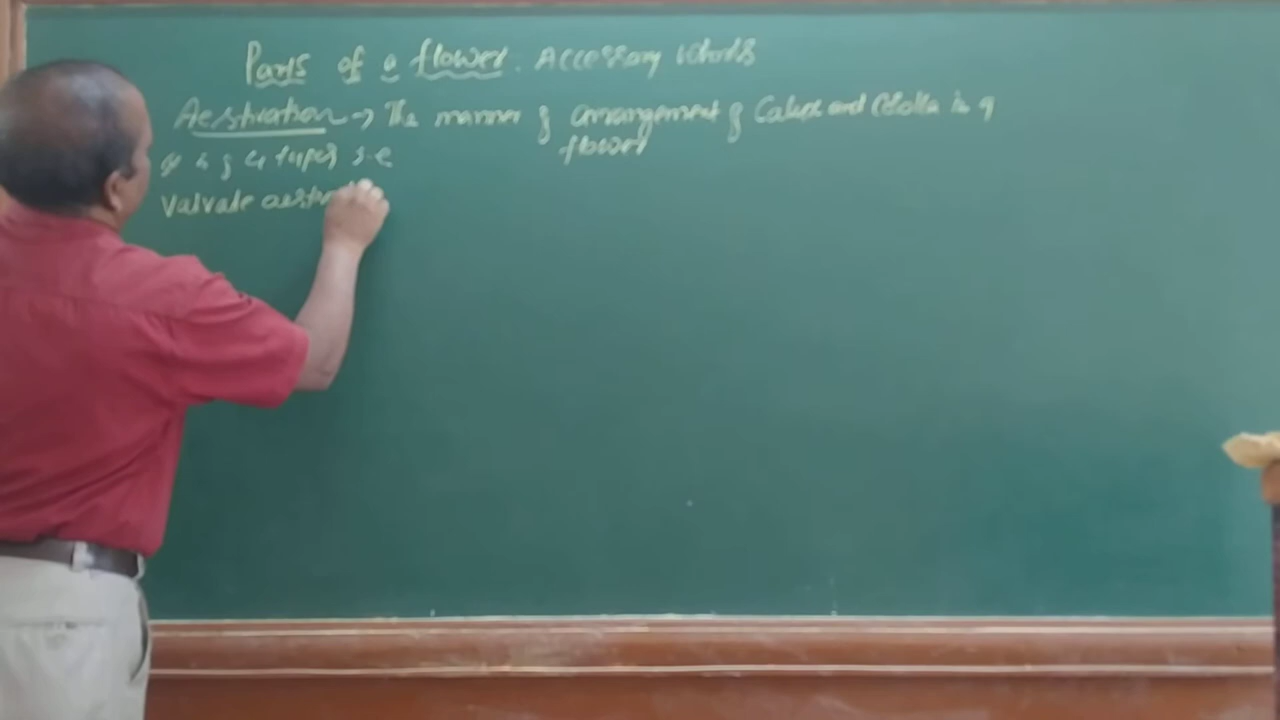 Parts of a flower. Accessory whorls
Aestivation → The manner of arrangement of Calyx and Corolla in a
flower
It is of 4 types i.e
Valvate aestiv